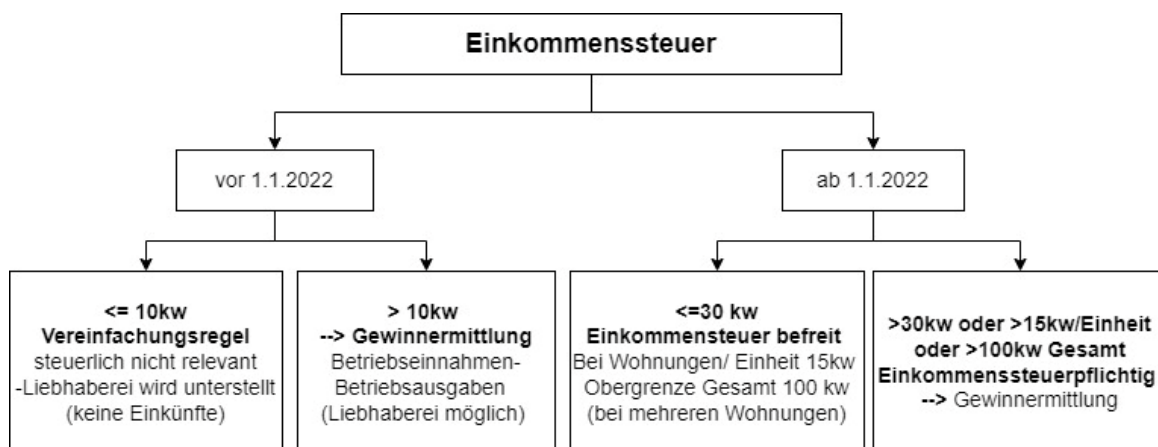 Einkommenssteuer
vor 1.1.2022
ab 1.1.2022
<= 10kw
Vereinfachungsregel
steuerlich nicht relevant
-Liebhaberei wird unterstellt
(keine Einkünfte)
> 10kw
--> Gewinnermittlung
Betriebseinnahmen-
Betriebsausgaben
(Liebhaberei möglich)
<=30 kw
Einkommensteuer befreit
Bei Wohnungen/ Einheit 15kw
Obergrenze Gesamt 100 kw
(bei mehreren Wohnungen)
>30kw oder >15kw/Einheit
oder >100kw Gesamt
Einkommenssteuerpflichtig
--> Gewinnermittlung